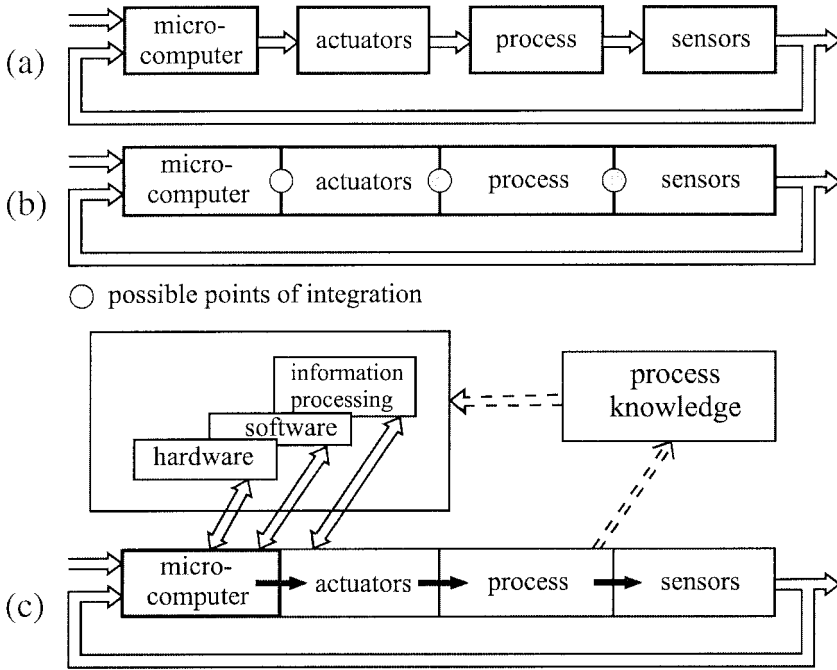 (a)
micro-
computer
actuators
process
sensors
(b)
micro-
computer
actuators
process
sensors
possible points of integration
information
processing
software
hardware
process
knowledge
(c)
micro-
computer
actuators
process
sensors